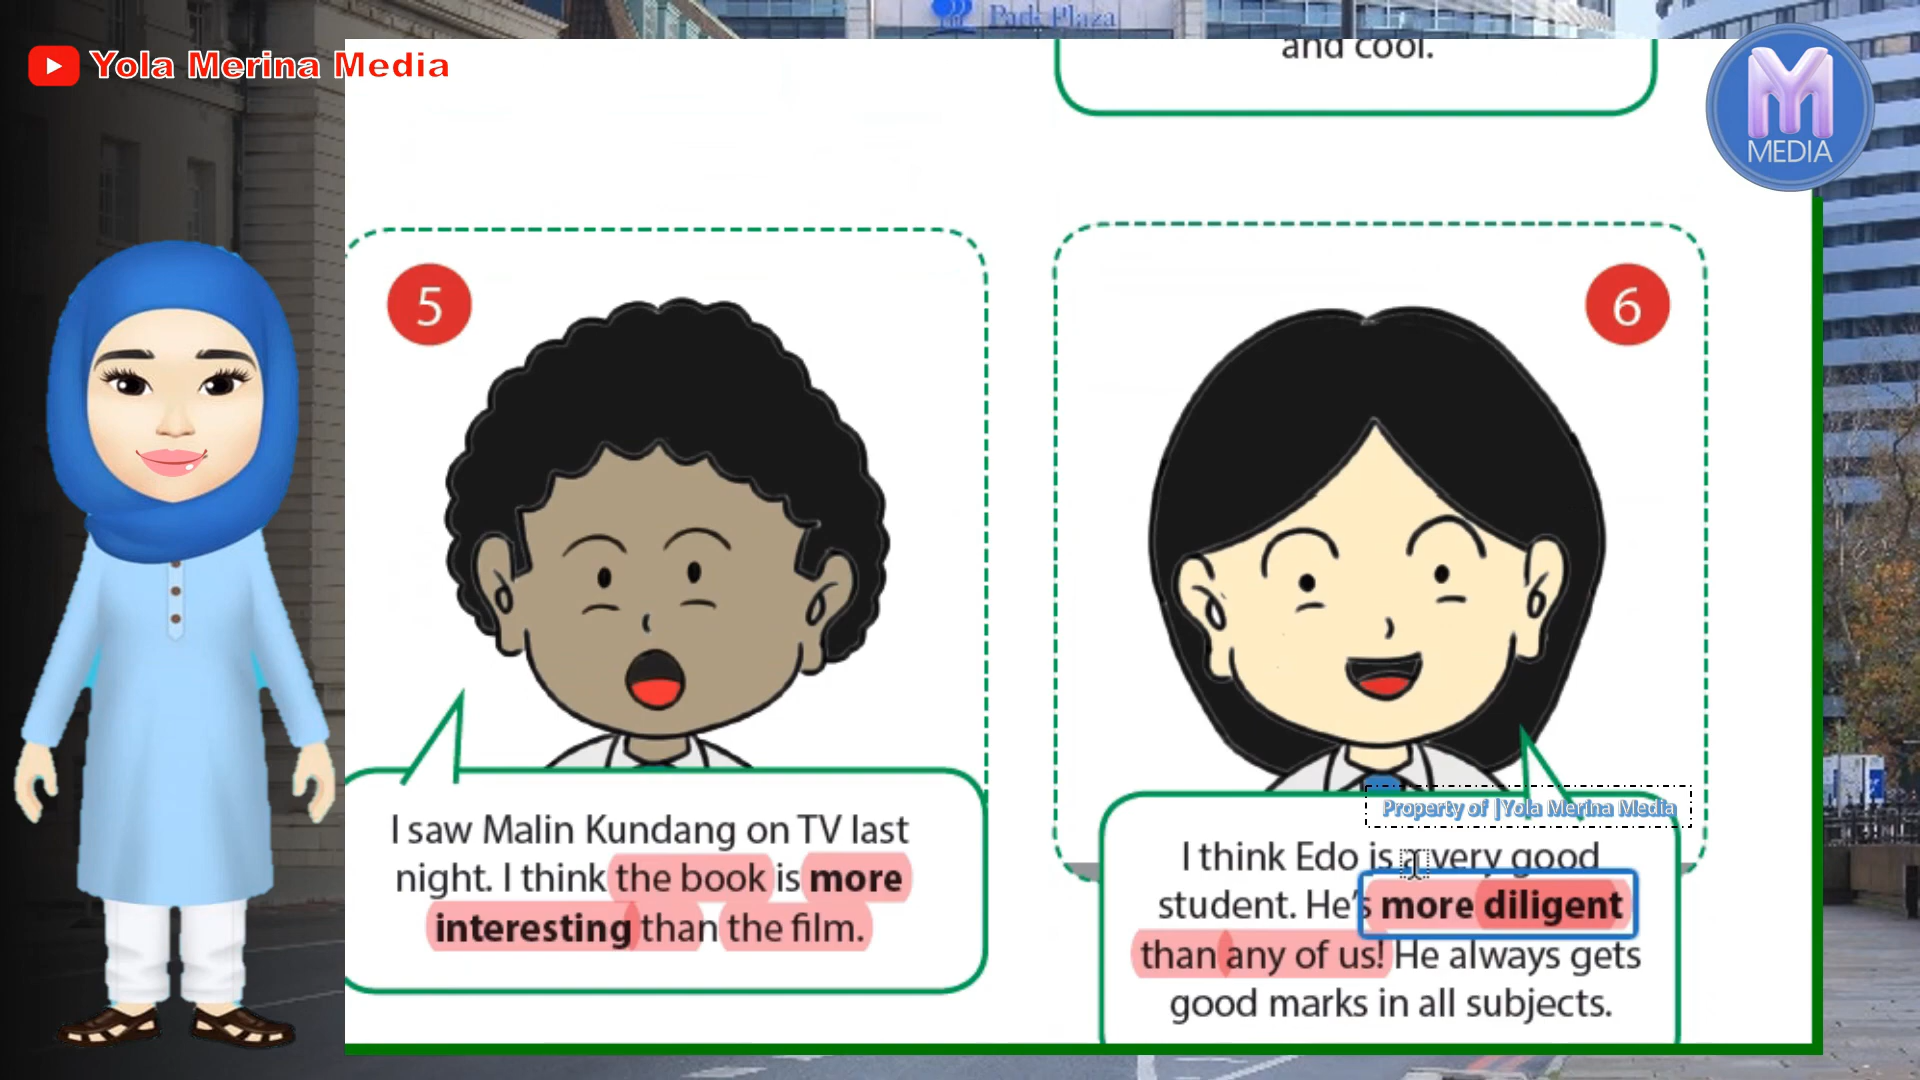 Park Plaza
Yola Merina Media
and cool.
M
MEDIA
5
6
I saw Malin Kundang on TV last
night. I think the book is more
interesting than the film.
Property of |Yola Merina Media
I think Edo is a very good
student. He's more diligent
than any of us! He always gets
good marks in all subjects.